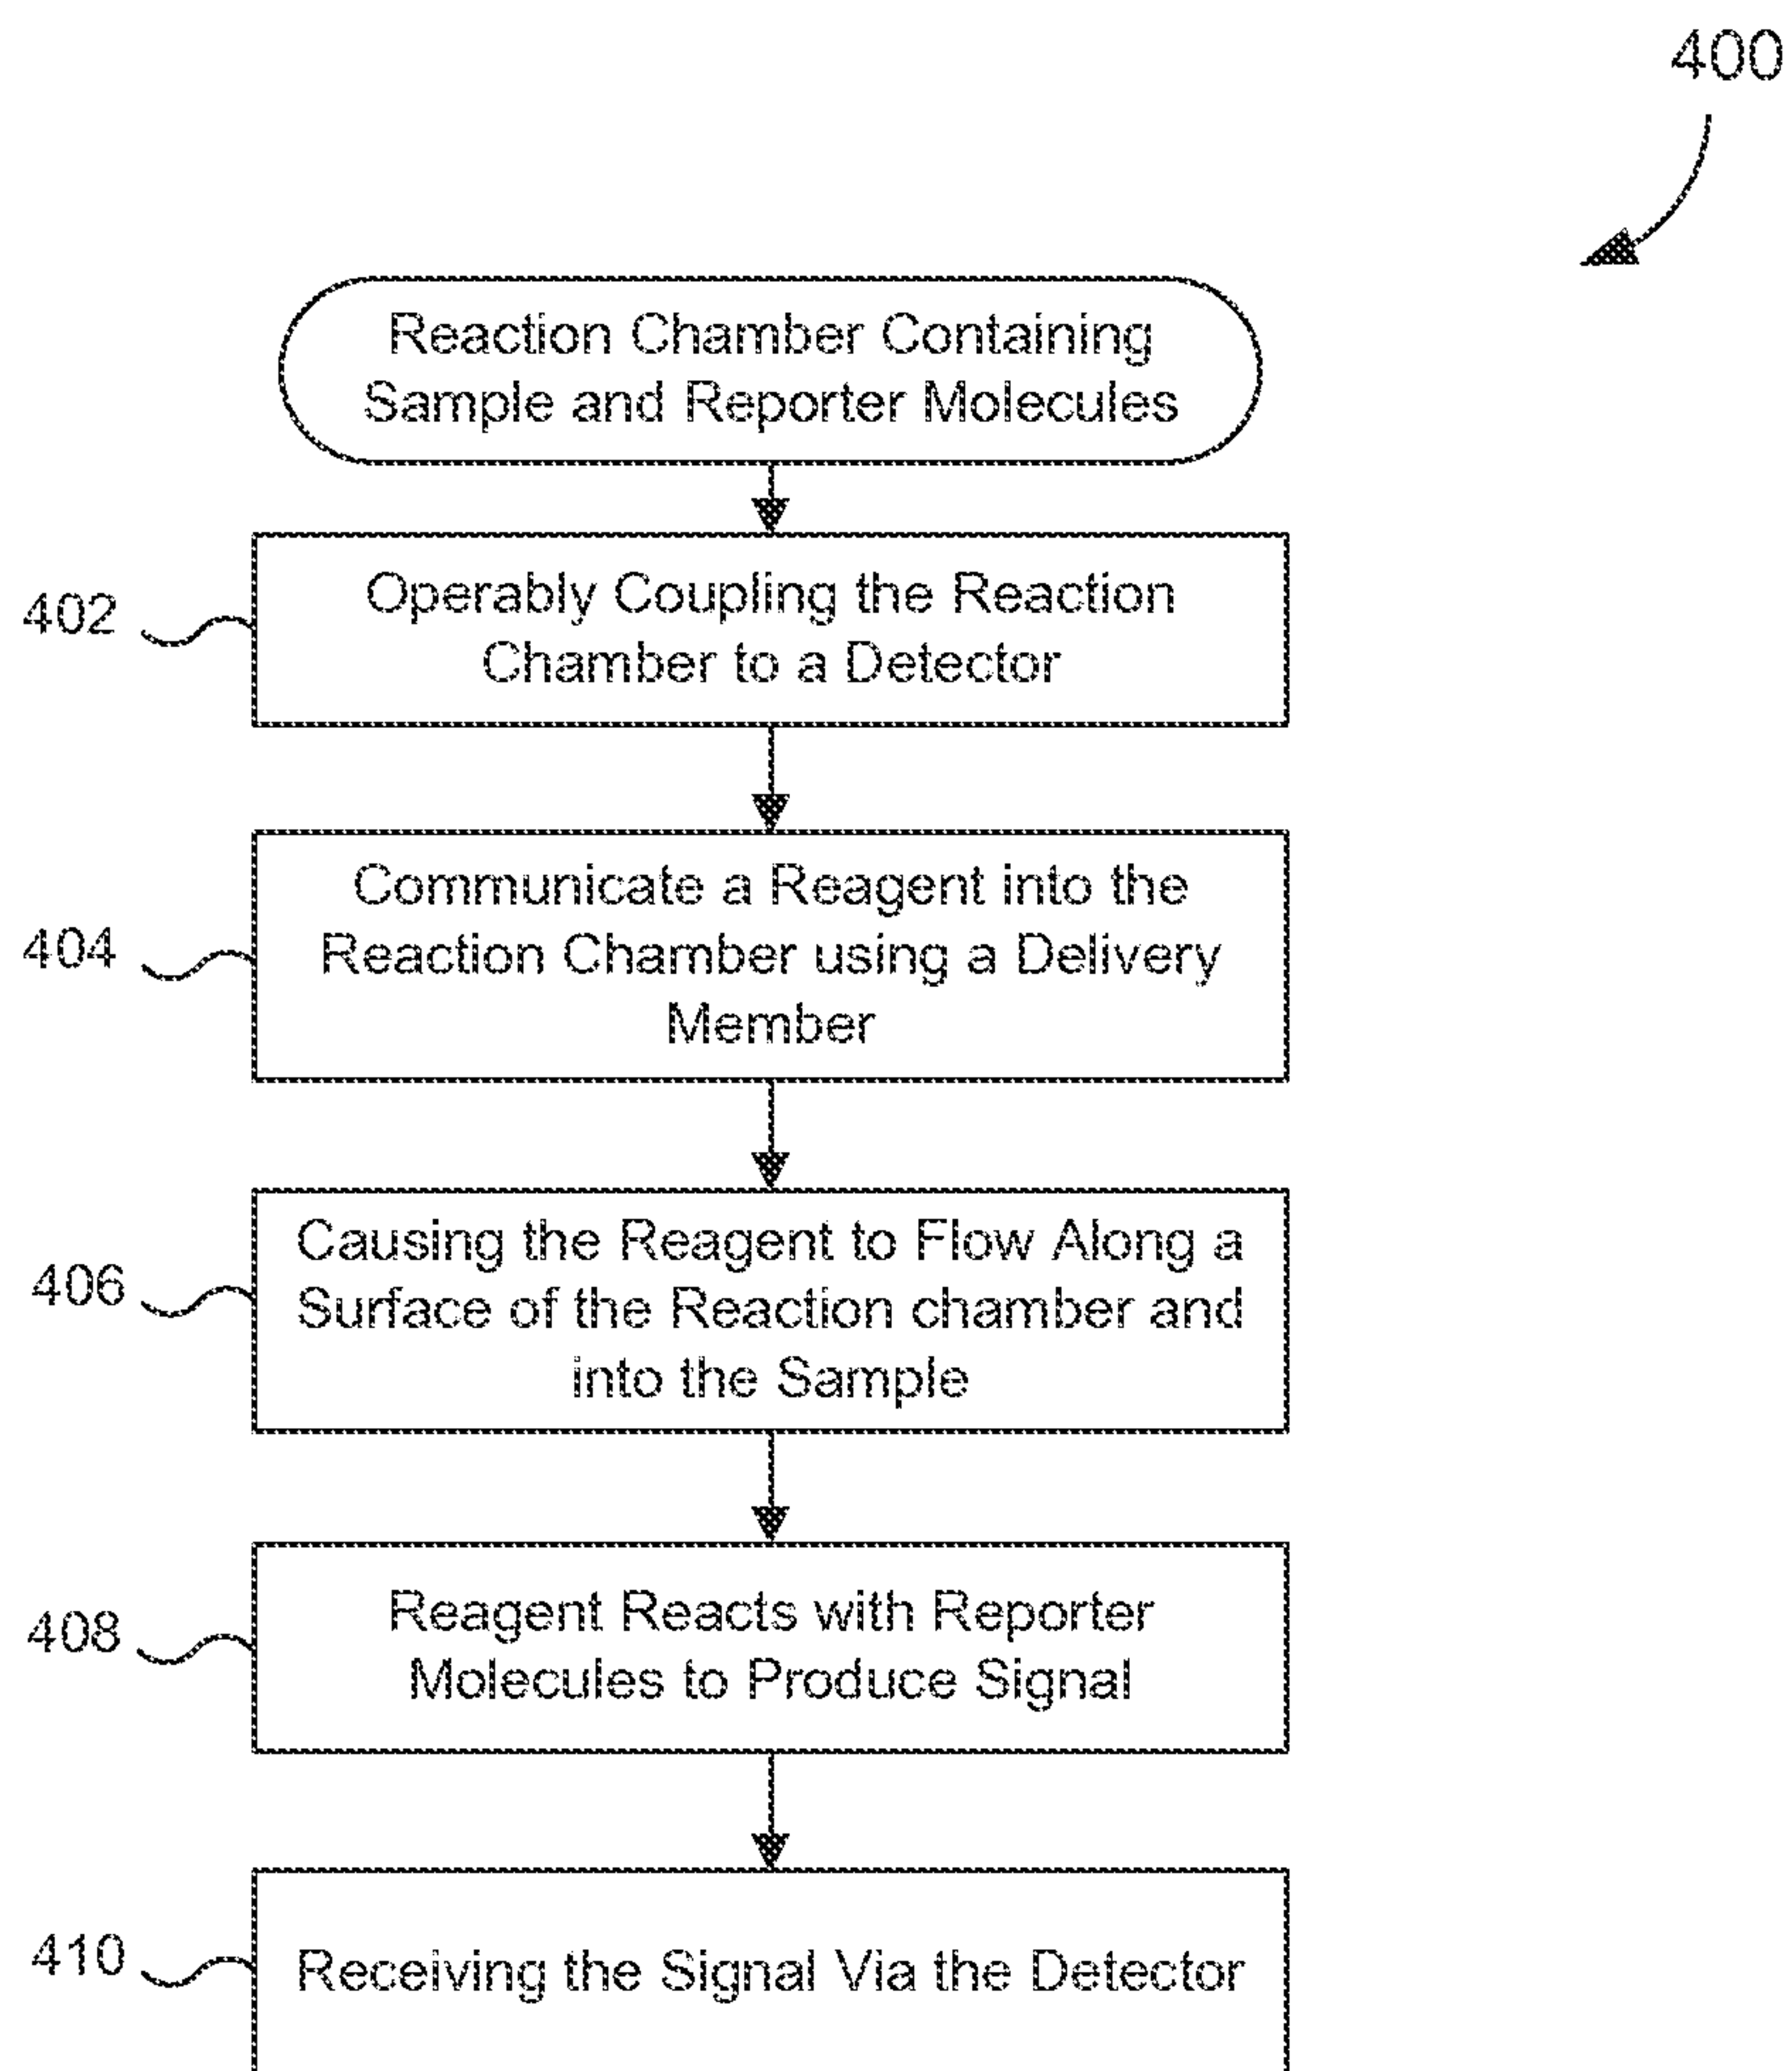 400
Reaction Chamber Containing
Sample and Reporter Molecules
402
Operably Coupling the Reaction
Chamber to a Detector
404
Communicate a Reagent into the
Reaction Chamber using a Delivery
Member
406
Causing the Reagent to Flow Along a
Surface of the Reaction chamber and
into the Sample
408
Reagent Reacts with Reporter
Molecules to Produce Signal
410
Receiving the Signal Via the Detector